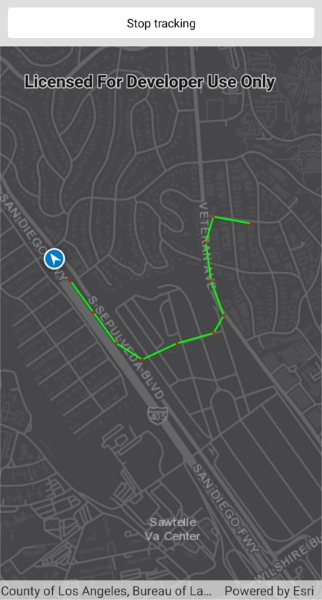 Stop tracking
Licensed For Developer Use Only
SAN DIEGO FWY
VETERAN AVE
S SEPULVEDA BLVD
405
SAN DIEGO FWY
Sawtelle
Va Center
WILSHIRE BL
County of Los Angeles, Bureau of La... Powered by Esri